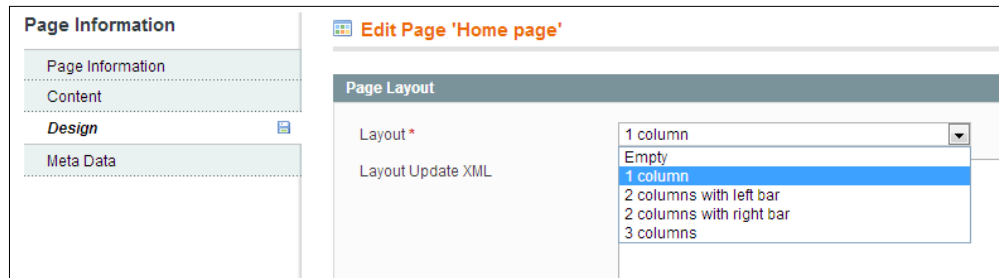 Page Information
Page Information
Content
Design
Meta Data
Edit Page 'Home page'
Page Layout
Layout *
1 column
Empty
1 column
2 columns with left bar
2 columns with right bar
3 columns
Layout Update XML